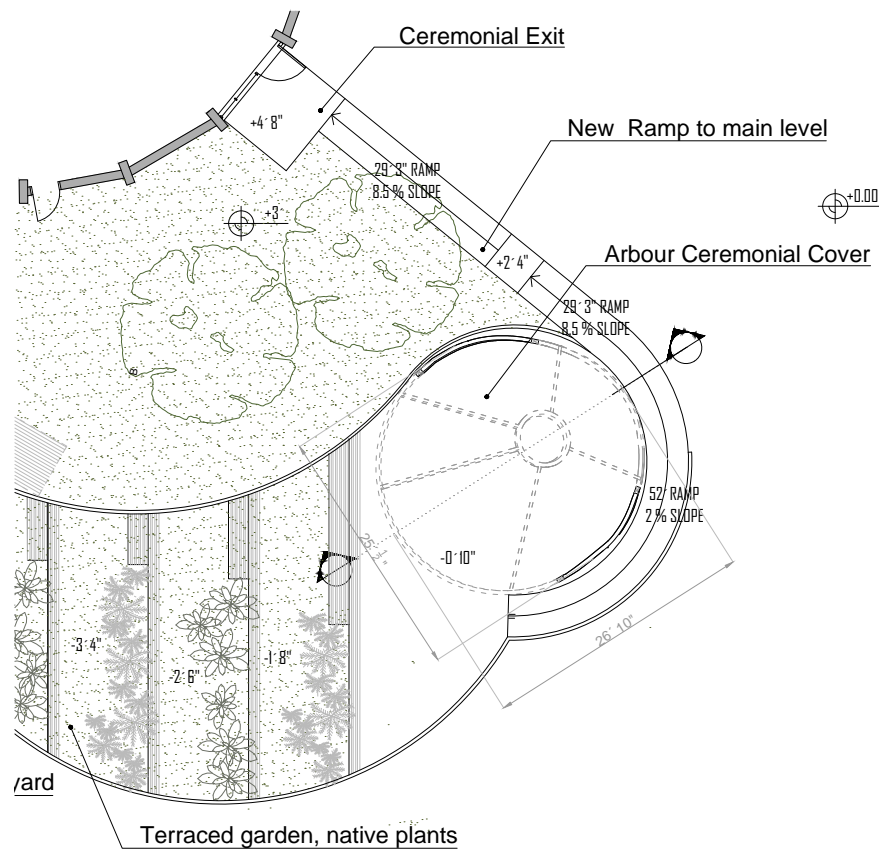 Ceremonial Exit
+4'8"
New Ramp to main level
29'3" RAMP
8.5 % SLOPE
+0.00
+3
Arbour Ceremonial Cover
+2'4"
29'3" RAMP
8.5 % SLOPE
52' RAMP
2 % SLOPE
-0'10"
26' 10"
-3'4"
-2'6"
-1'8"
yard
Terraced garden, native plants